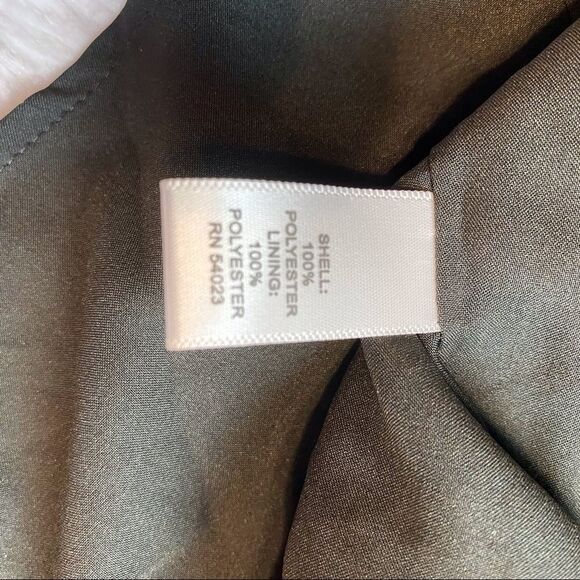 SHELL:
100%
POLYESTER
LINING:
100%
POLYESTER
RN 54023